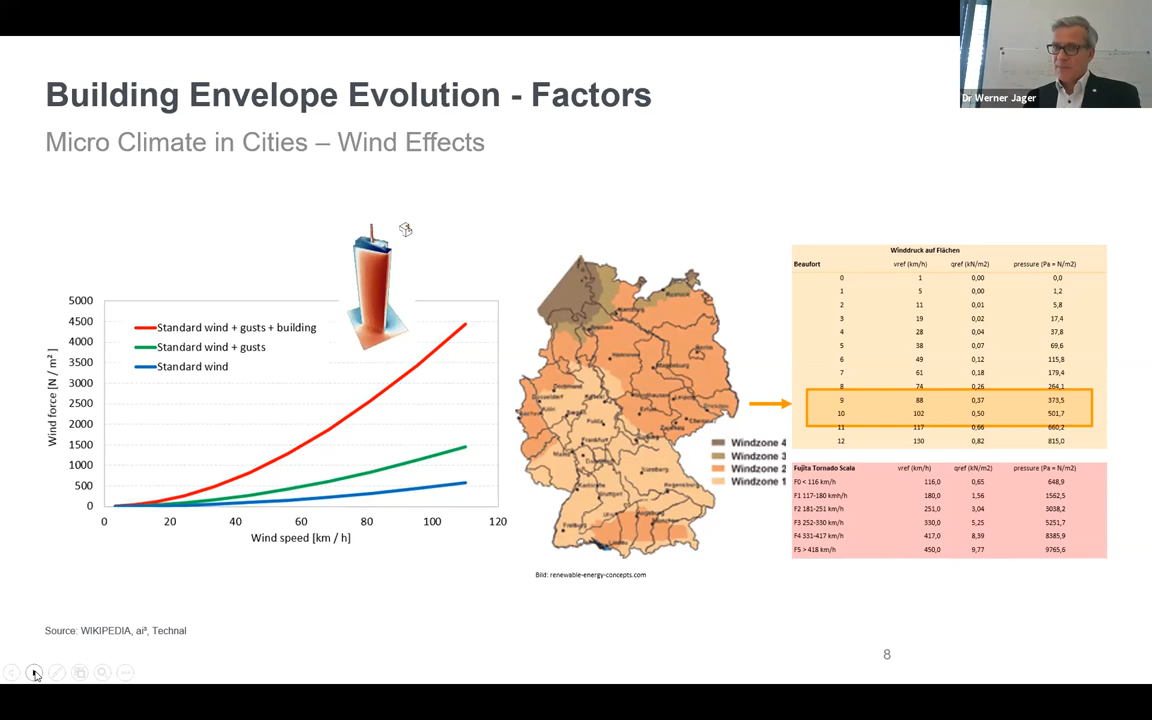 Dr Werner Jager
Building Envelope Evolution - Factors
Micro Climate in Cities – Wind Effects
5000
4500
4000
3500
3000
2500
2000
1500
1000
500
0
Wind force [N / m²]
Standard wind + gusts + building
Standard wind + gusts
Standard wind
0 20 40 60 80 100 120
Wind speed [km / h]
Windzone 4
Windzone 3
Windzone 2
Windzone 1
Bild: renewable-energy-concepts.com
Winddruck auf Flächen
Beaufort vref (km/h) qref (kN/m2) pressure (Pa = N/m2)
0 1 0,00 0,0
1 5 0,00 1,2
2 11 0,01 5,8
3 19 0,02 17,4
4 28 0,04 37,8
5 38 0,07 69,6
6 49 0,12 115,8
7 61 0,18 179,4
8 74 0,26 264,1
9 88 0,37 373,5
10 102 0,50 501,7
11 117 0,66 660,2
12 130 0,82 815,0
Fujita Tornado Scala vref (km/h) qref (kN/m2) pressure (Pa = N/m2)
F0 < 116 km/h 116,0 0,65 648,9
F1 117-180 km/h 180,0 1,56 1562,5
F2 181-251 km/h 251,0 3,04 3038,2
F3 252-330 km/h 330,0 5,25 5251,7
F4 331-417 km/h 417,0 8,39 8385,9
F5 > 418 km/h 450,0 9,77 9765,6
Source: WIKIPEDIA, ai³, Technal
8